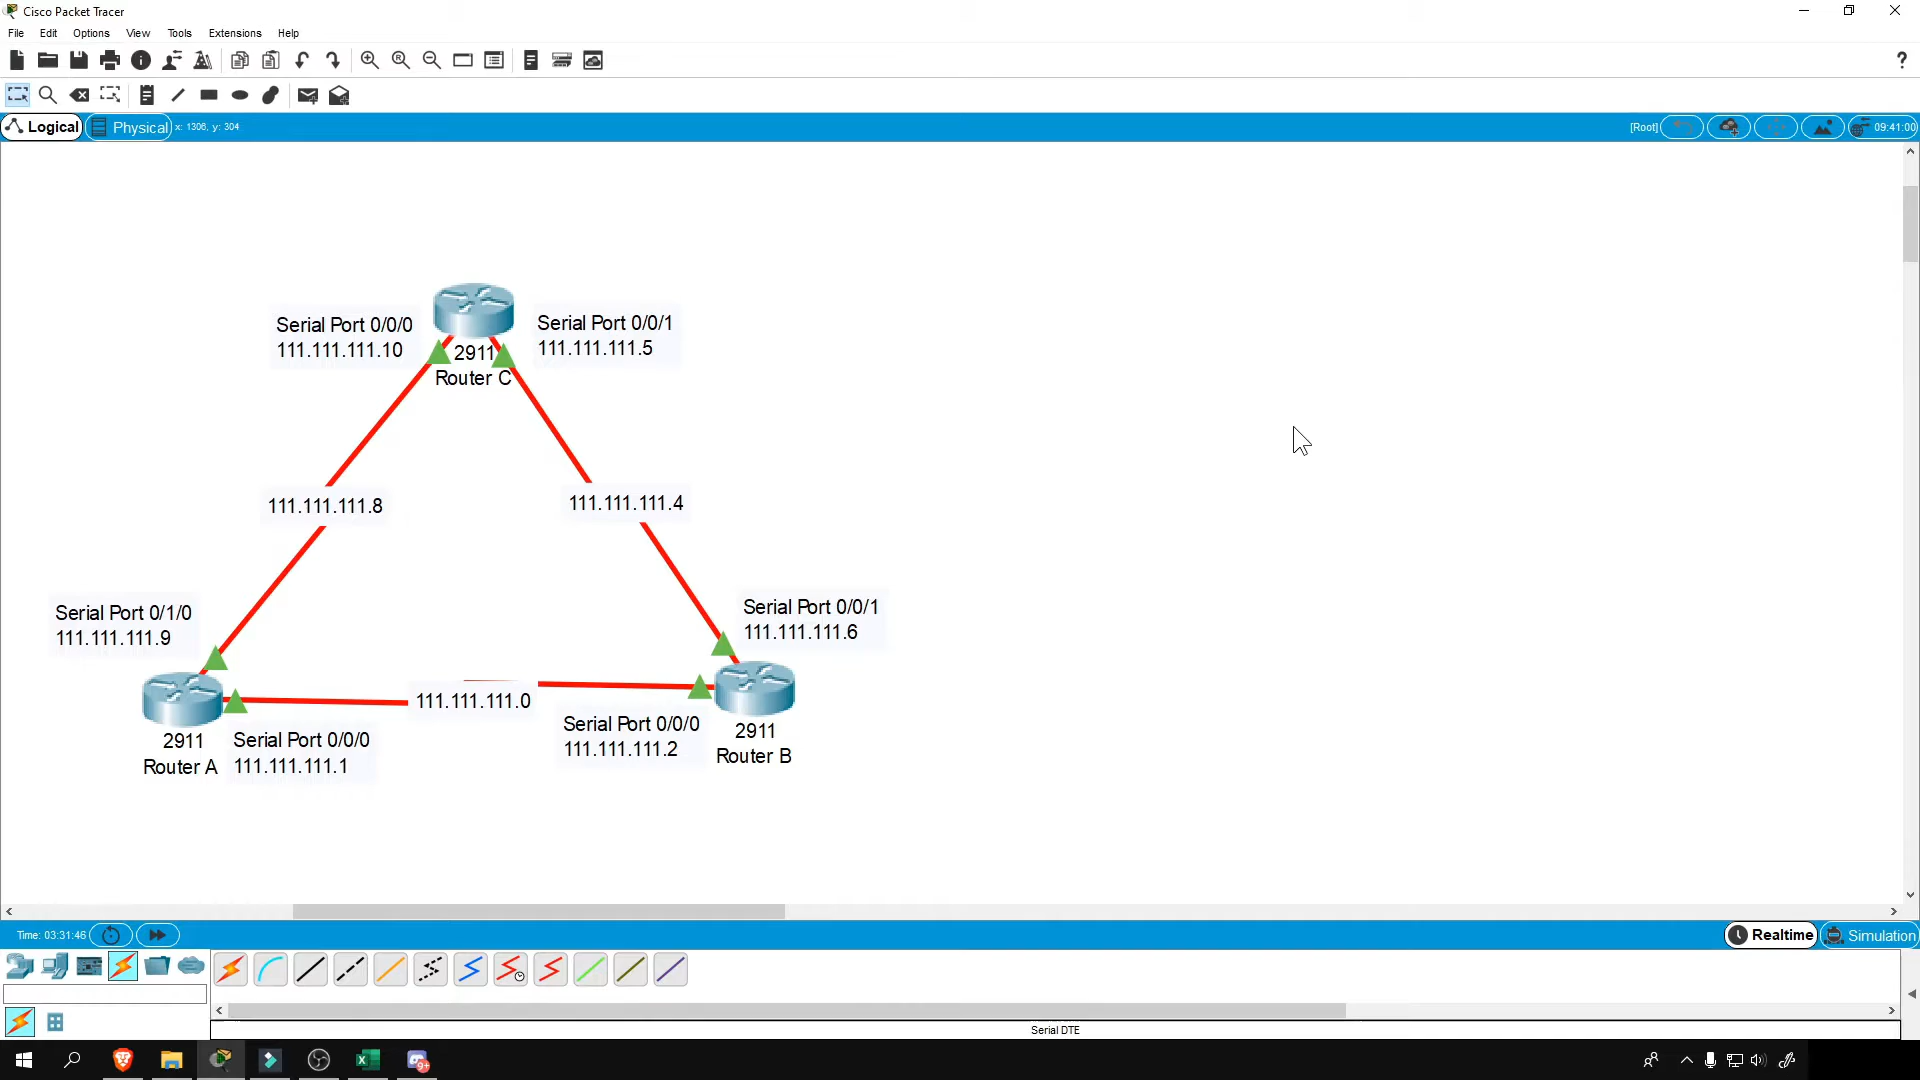 Cisco Packet Tracer
File Edit Options View Tools Extensions Help
?
Logical Physical x: 1306, y: 304 [Root] 09:41:00
Serial Port 0/0/0
111.111.111.10
Serial Port 0/0/1
111.111.111.5
2911
Router C
111.111.111.8
111.111.111.4
Serial Port 0/1/0
111.111.111.9
Serial Port 0/0/1
111.111.111.6
111.111.111.0
2911
Router A
Serial Port 0/0/0
111.111.111.1
Serial Port 0/0/0
111.111.111.2
2911
Router B
Time: 03:31:46 Realtime Simulation
Serial DTE
9+